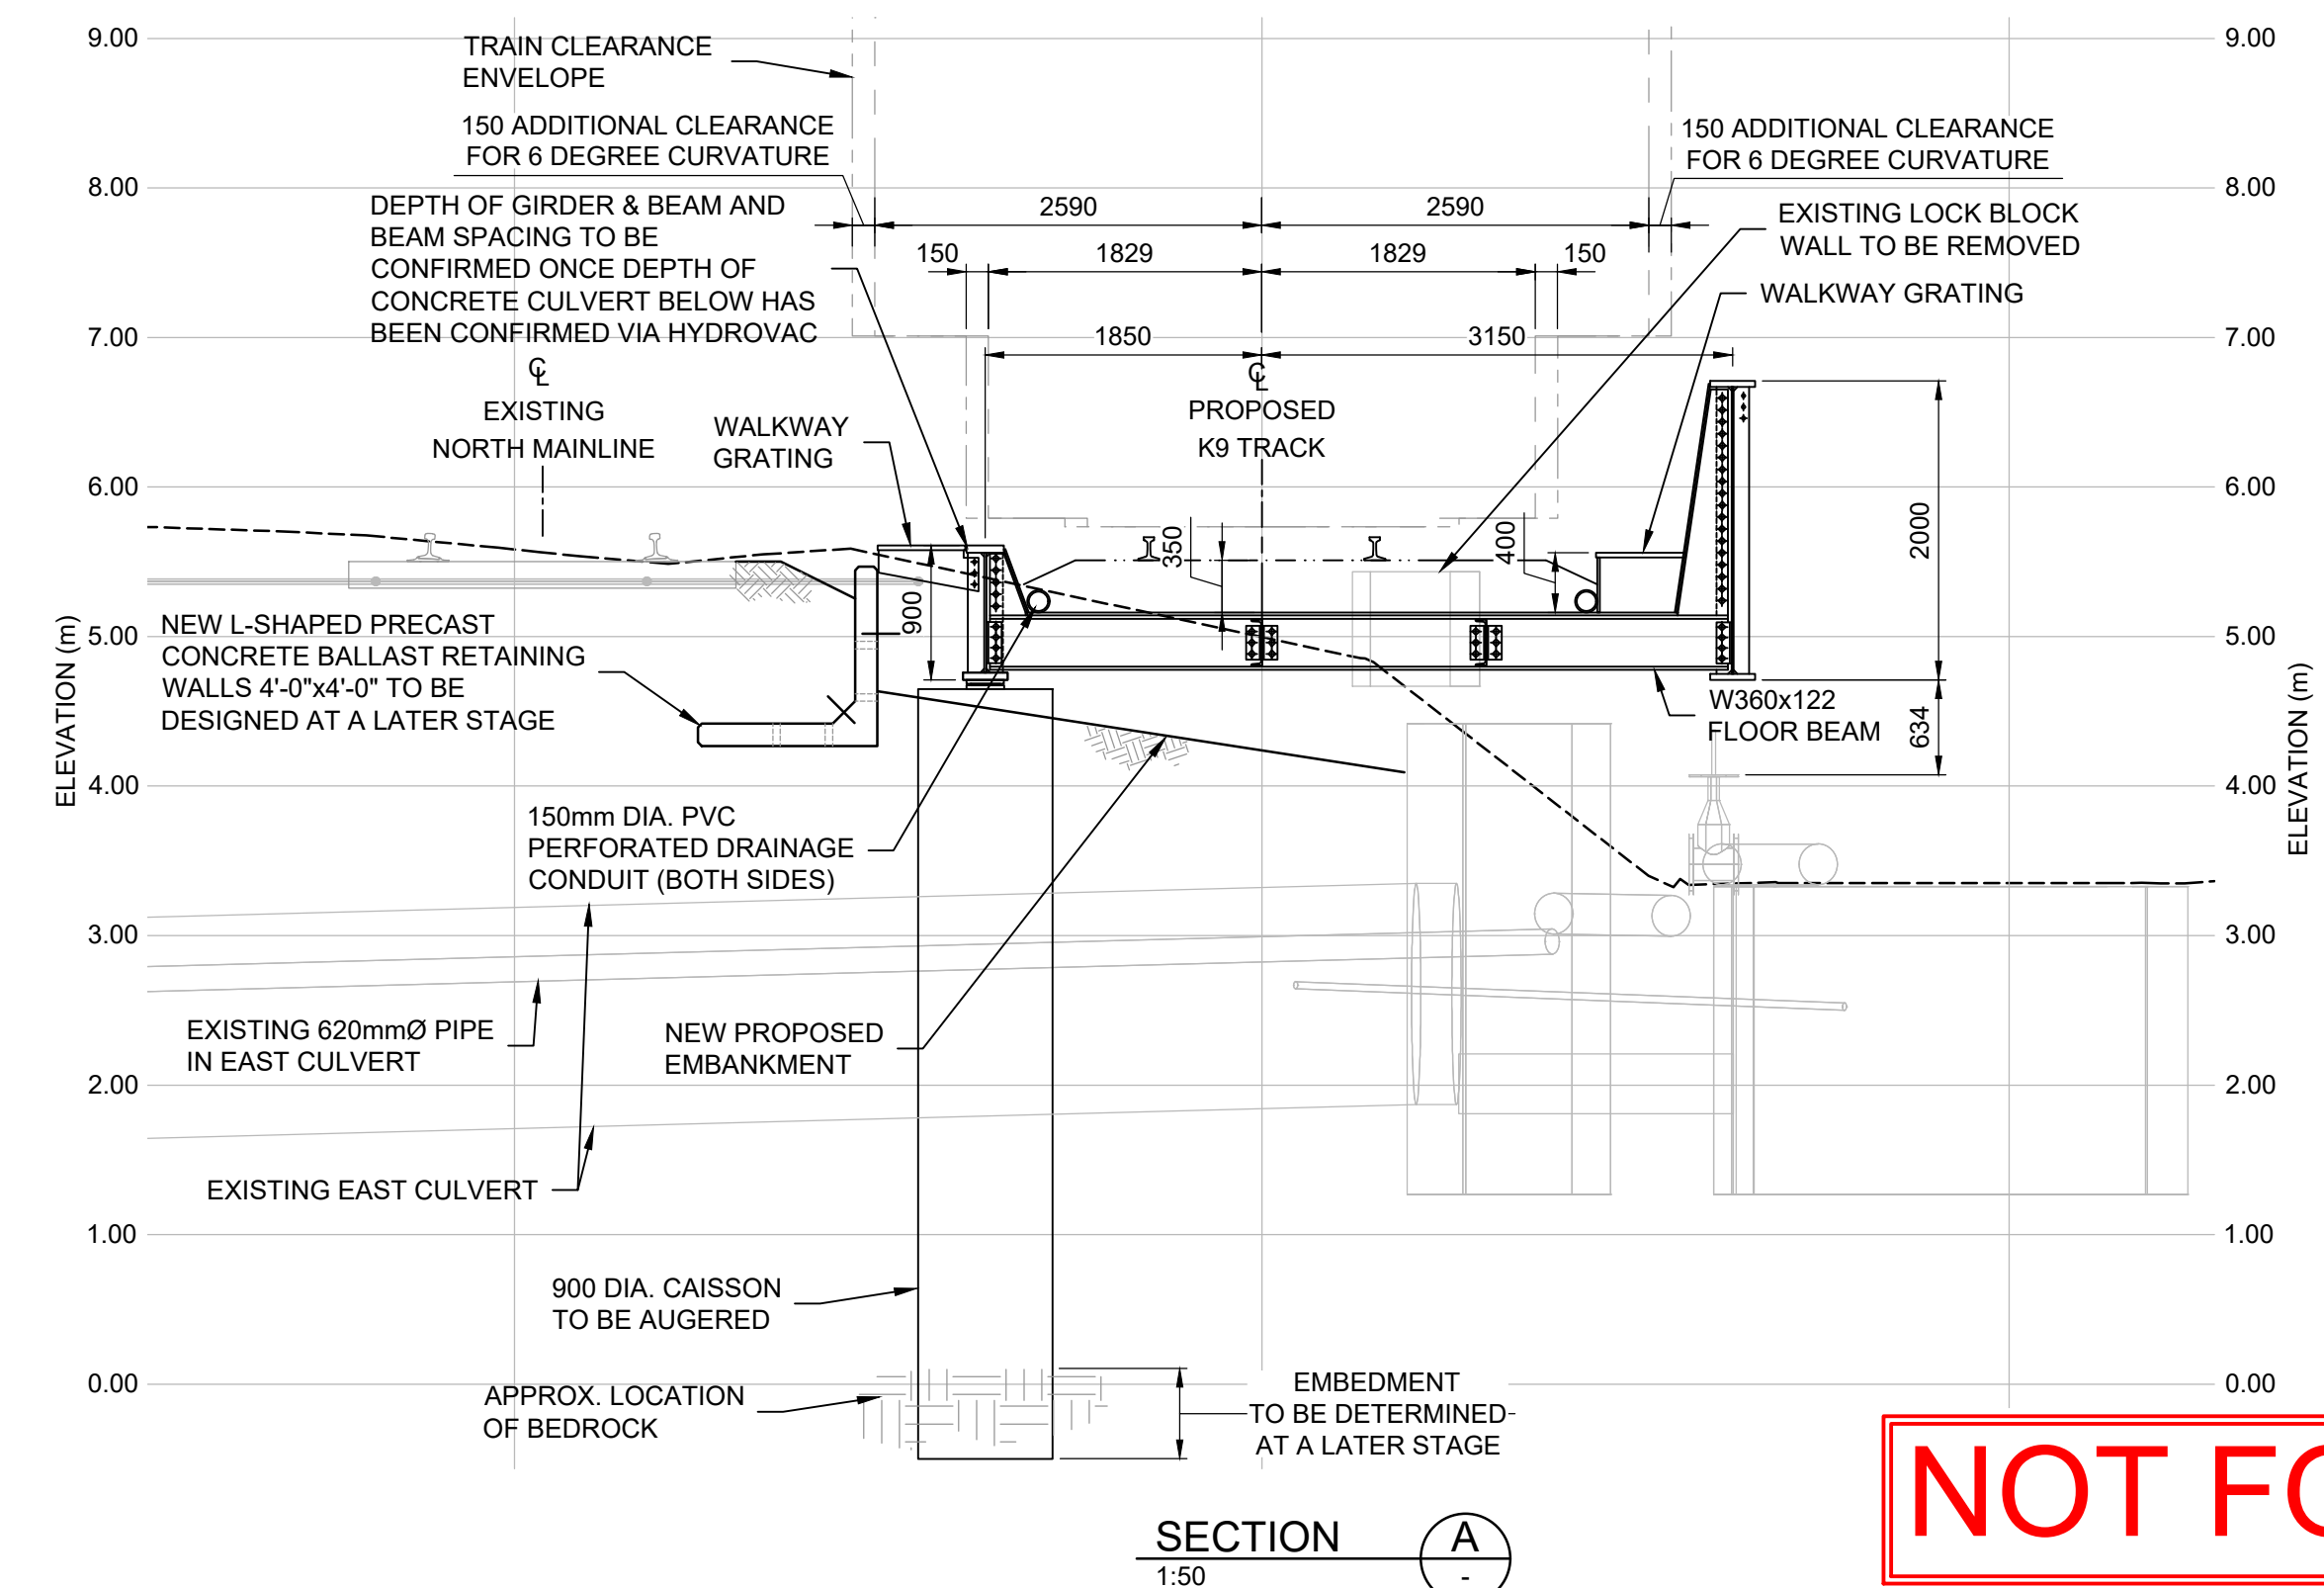 9.00
9.00
TRAIN CLEARANCE
ENVELOPE
150 ADDITIONAL CLEARANCE
FOR 6 DEGREE CURVATURE
150 ADDITIONAL CLEARANCE
FOR 6 DEGREE CURVATURE
8.00
8.00
DEPTH OF GIRDER & BEAM AND
BEAM SPACING TO BE
CONFIRMED ONCE DEPTH OF
CONCRETE CULVERT BELOW HAS
BEEN CONFIRMED VIA HYDROVAC
2590
2590
EXISTING LOCK BLOCK
WALL TO BE REMOVED
150
1829
1829
150
WALKWAY GRATING
7.00
1850
3150
7.00
℄
EXISTING
NORTH MAINLINE
WALKWAY
GRATING
℄
PROPOSED
K9 TRACK
6.00
6.00
350
400
2000
900
5.00
5.00
NEW L-SHAPED PRECAST
CONCRETE BALLAST RETAINING
WALLS 4'-0"x4'-0" TO BE
DESIGNED AT A LATER STAGE
W360x122
FLOOR BEAM
634
ELEVATION (m)
ELEVATION (m)
4.00
4.00
150mm DIA. PVC
PERFORATED DRAINAGE
CONDUIT (BOTH SIDES)
3.00
3.00
EXISTING 620mmØ PIPE
IN EAST CULVERT
NEW PROPOSED
EMBANKMENT
2.00
2.00
EXISTING EAST CULVERT
1.00
1.00
900 DIA. CAISSON
TO BE AUGERED
0.00
0.00
APPROX. LOCATION
OF BEDROCK
EMBEDMENT
TO BE DETERMINED
AT A LATER STAGE
NOT FO
SECTION
A
1:50
-